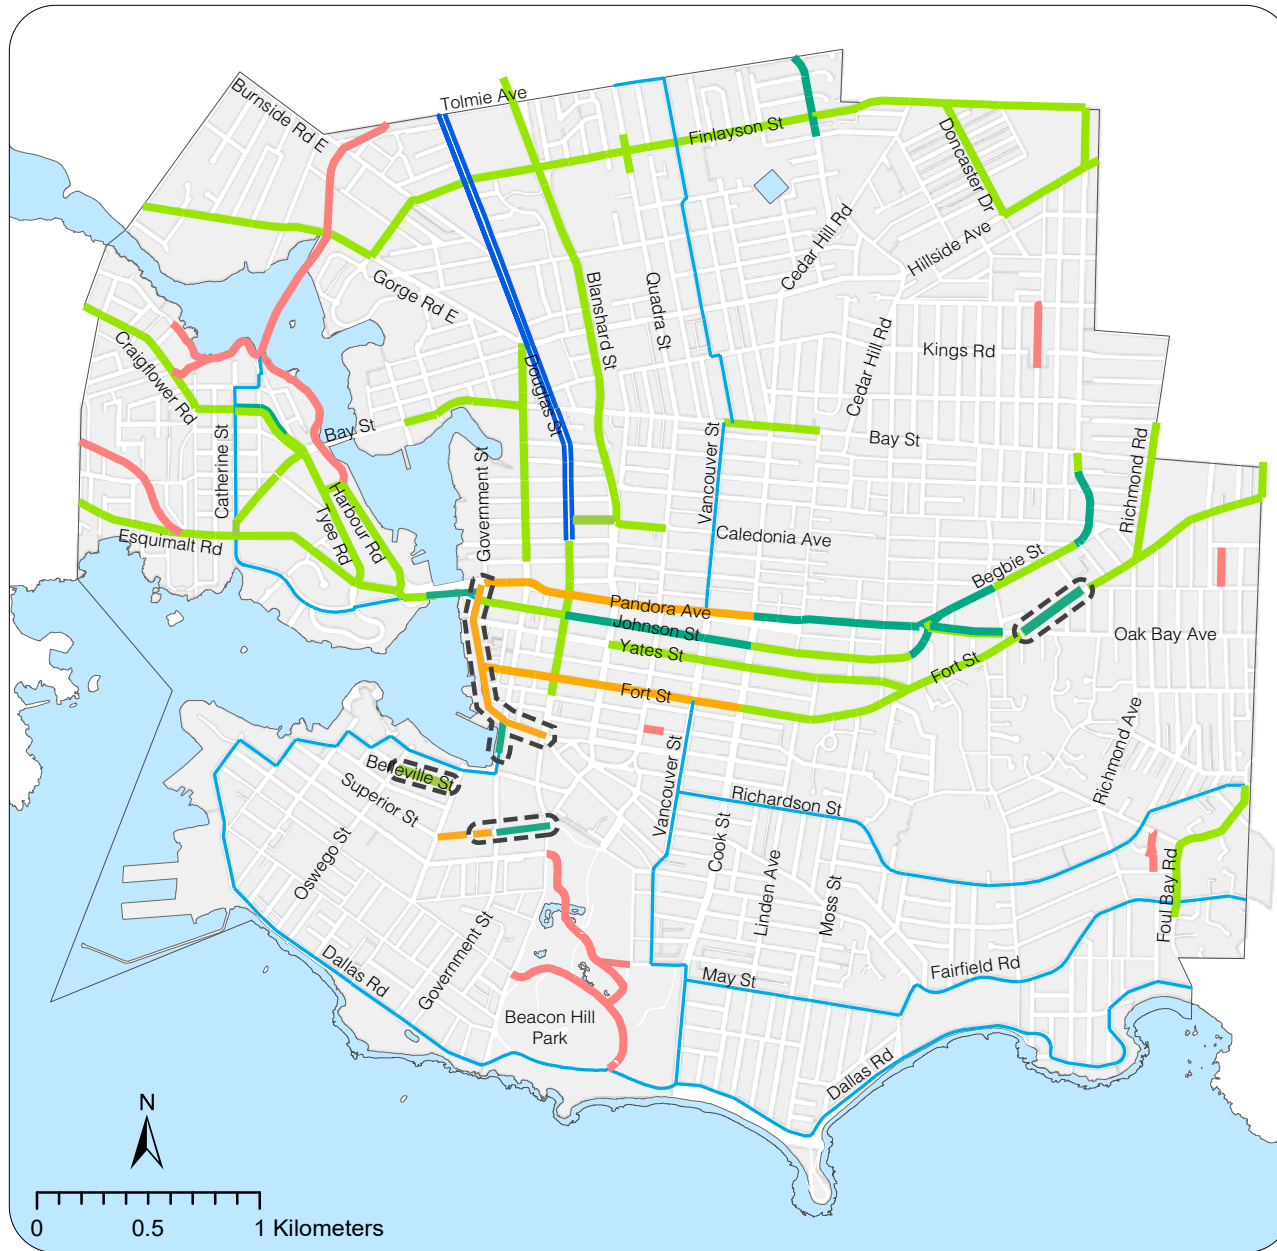 Tolmie Ave
Burnside Rd E
Finlayson St
Doncaster Dr
Cedar Hill Rd
Hillside Ave
Gorge Rd E
Blanshard St
Quadra St
Craigflower Rd
Douglas St
Kings Rd
Cedar Hill Rd
Bay St
Bay St
Catherine St
Vancouver St
Richmond Rd
Government St
Harbour Rd
Tyee Rd
Esquimalt Rd
Caledonia Ave
Begbie St
Pandora Ave
Johnson St
Yates St
Oak Bay Ave
Fort St
Fort St
Richmond Ave
Belleville St
Superior St
Vancouver St
Richardson St
Oswego St
Cook St
Linden Ave
Moss St
Foul Bay Rd
Government St
Dallas Rd
May St
Fairfield Rd
Beacon Hill
Park
Dallas Rd
N
0
0.5
1 Kilometers